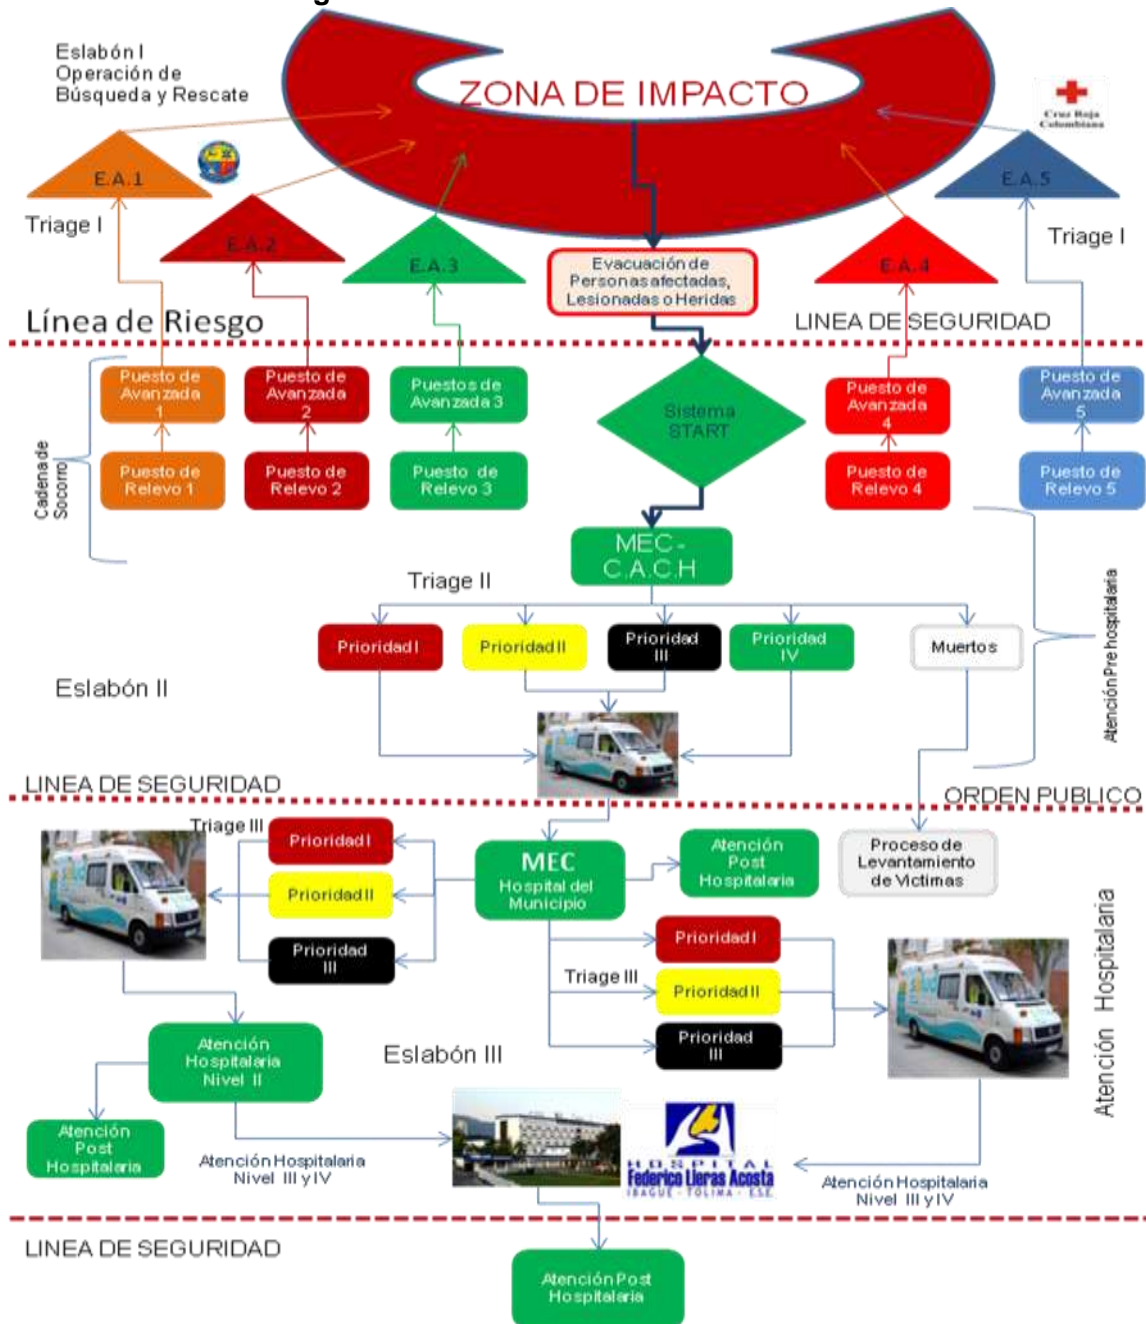 Eslabón I
Operación de
Búsqueda y Rescate
ZONA DE IMPACTO
Cruz Roja
Colombiana
E.A.1
E.A.2
E.A.3
E.A.4
E.A.5
Triage I
Triage I
Evacuación de
Personas afectadas,
Lesionadas o Heridas
Línea de Riesgo
LINEA DE SEGURIDAD
Puesto de
Avanzada
1
Puesto de
Avanzada
2
Puestos de
Avanzada 3
Sistema
START
Puesto de
Avanzada
4
Puesto de
Avanzada
5
Cadena de
Socorro
Puesto de
Relevo 1
Puesto de
Relevo 2
Puesto de
Relevo 3
Puesto de
Relevo 4
Puesto de
Relevo 5
MEC -
C.A.C.H
Triage II
Prioridad I
Prioridad II
Prioridad
III
Prioridad
IV
Muertos
Atención Pre hospitalaria
Eslabón II
LINEA DE SEGURIDAD
ORDEN PUBLICO
Triage III
Prioridad I
Prioridad II
Prioridad
III
MEC
Hospital del
Municipio
Atención
Post
Hospitalaria
Proceso de
Levantamiento
de Victimas
Prioridad I
Triage III
Prioridad II
Prioridad
III
Atención Hospitalaria
Atención
Hospitalaria
Nivel II
Eslabón III
Atención
Post
Hospitalaria
Atención Hospitalaria
Nivel III y IV
HOSPITAL
Federico Lleras Acosta
IBAGUÉ - TOLIMA - E.S.E.
Atención Hospitalaria
Nivel III y IV
LINEA DE SEGURIDAD
Atención Post
Hospitalaria